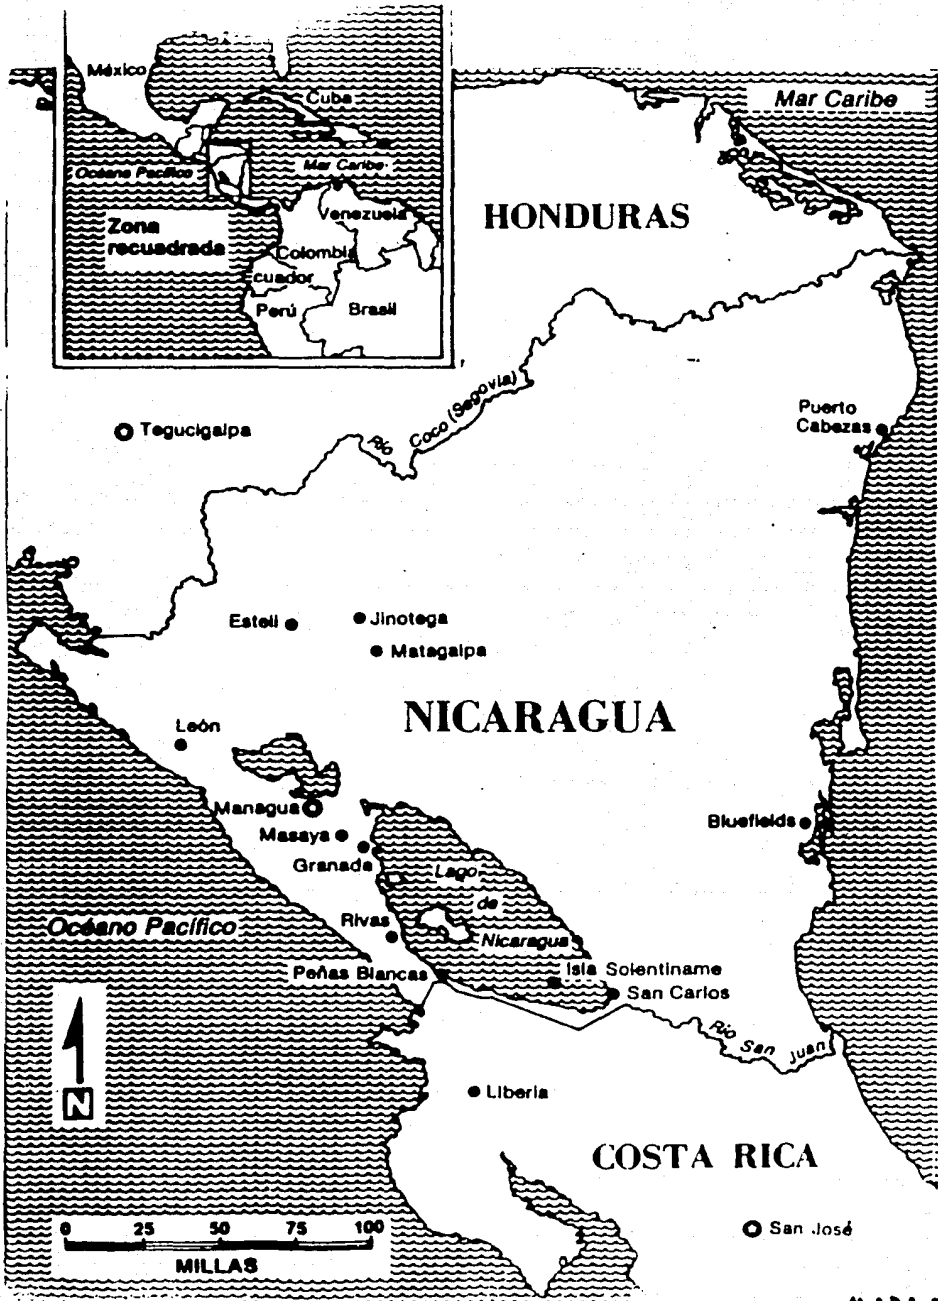 México
Cuba
Mar Caribe
Océano Pacífico
Mar Caribe
Zona
recuadrada
Venezuela
Colombia
Ecuador
Perú
Brasil
HONDURAS
Tegucigalpa
Río Coco (Segovia)
Puerto
Cabezas
Estelí
Jinotega
Matagalpa
NICARAGUA
León
Managua
Masaya
Granada
Bluefields
Lago
de
Nicaragua
Rivas
Océano Pacífico
Peñas Blancas
Isla Solentiname
San Carlos
Río San Juan
N
Liberia
COSTA RICA
San José
0 25 50 75 100
MILLAS